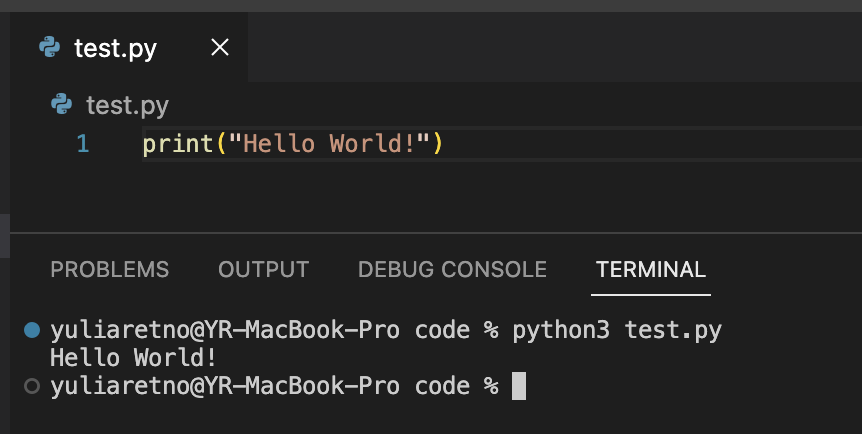 test.py
test.py
1 print("Hello World!")
PROBLEMS OUTPUT DEBUG CONSOLE TERMINAL
yuliaretno@YR-MacBook-Pro code % python3 test.py
Hello World!
yuliaretno@YR-MacBook-Pro code %